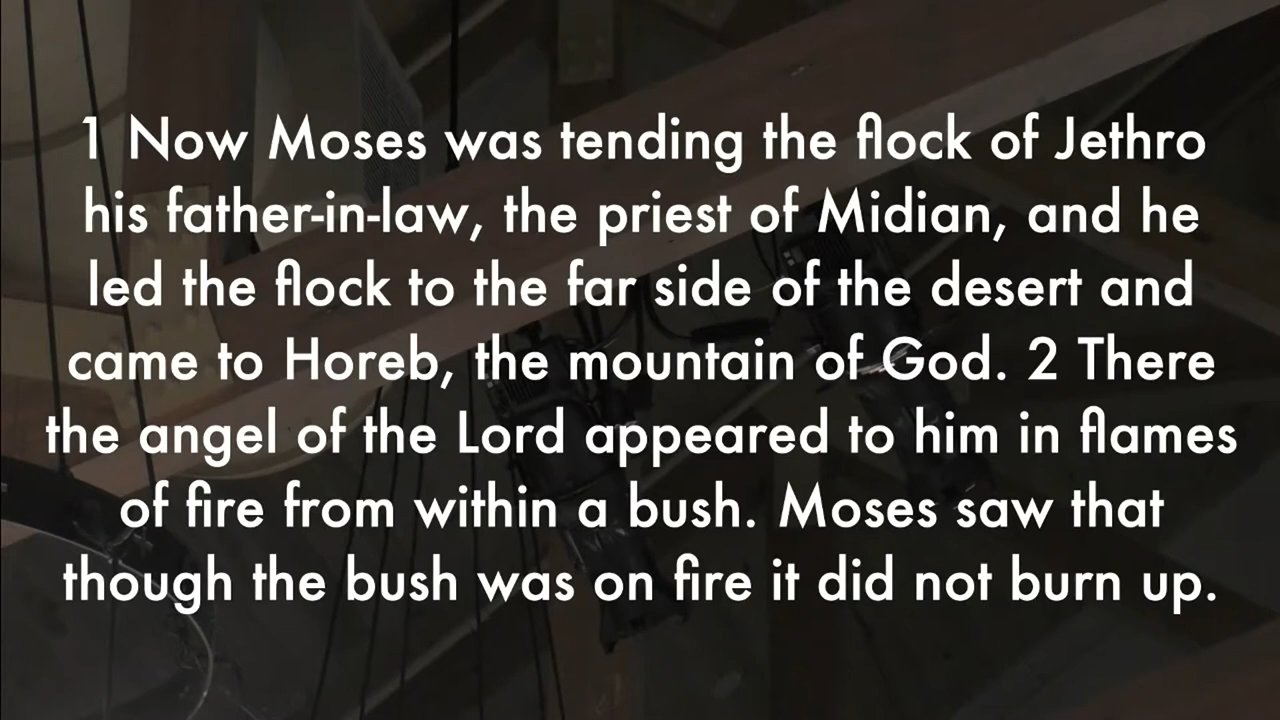 1 Now Moses was tending the flock of Jethro
his father-in-law, the priest of Midian, and he
led the flock to the far side of the desert and
came to Horeb, the mountain of God. 2 There
the angel of the Lord appeared to him in flames
of fire from within a bush. Moses saw that
though the bush was on fire it did not burn up.